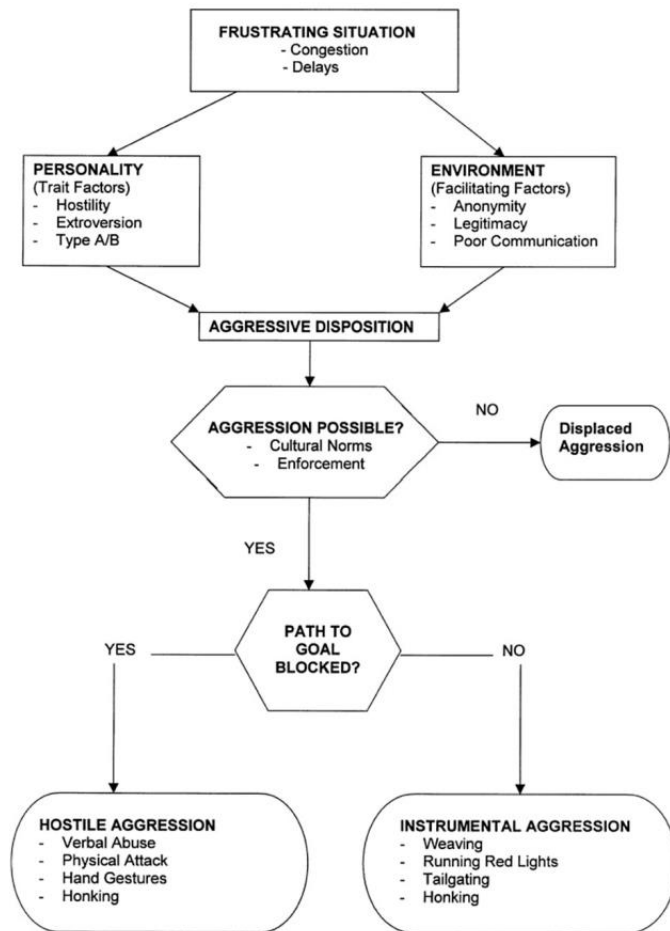 FRUSTRATING SITUATION
- Congestion
- Delays
PERSONALITY
(Trait Factors)
- Hostility
- Extroversion
- Type A/B
ENVIRONMENT
(Facilitating Factors)
- Anonymity
- Legitimacy
- Poor Communication
AGGRESSIVE DISPOSITION
AGGRESSION POSSIBLE?
- Cultural Norms
- Enforcement
NO
Displaced
Aggression
YES
PATH TO
GOAL
BLOCKED?
YES
NO
HOSTILE AGGRESSION
- Verbal Abuse
- Physical Attack
- Hand Gestures
- Honking
INSTRUMENTAL AGGRESSION
- Weaving
- Running Red Lights
- Tailgating
- Honking